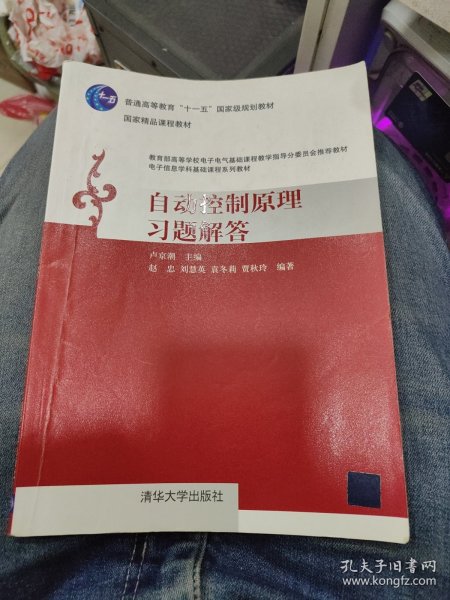 十一五
普通高等教育“十一五”国家级规划教材
国家精品课程教材
教育部高等学校电子电气基础课程教学指导分委员会推荐教材
电子信息学科基础课程系列教材
自动控制原理
习题解答
卢京潮 主编
赵 忠 刘慧英 袁冬莉 贾秋玲 编著
清华大学出版社
孔夫子旧书网
www.kongfz.com